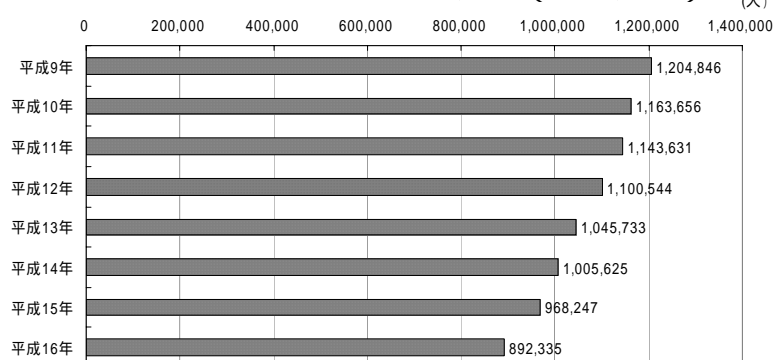 (人)
0 200,000 400,000 600,000 800,000 1,000,000 1,200,000 1,400,000
平成9年 1,204,846
平成10年 1,163,656
平成11年 1,143,631
平成12年 1,100,544
平成13年 1,045,733
平成14年 1,005,625
平成15年 968,247
平成16年 892,335